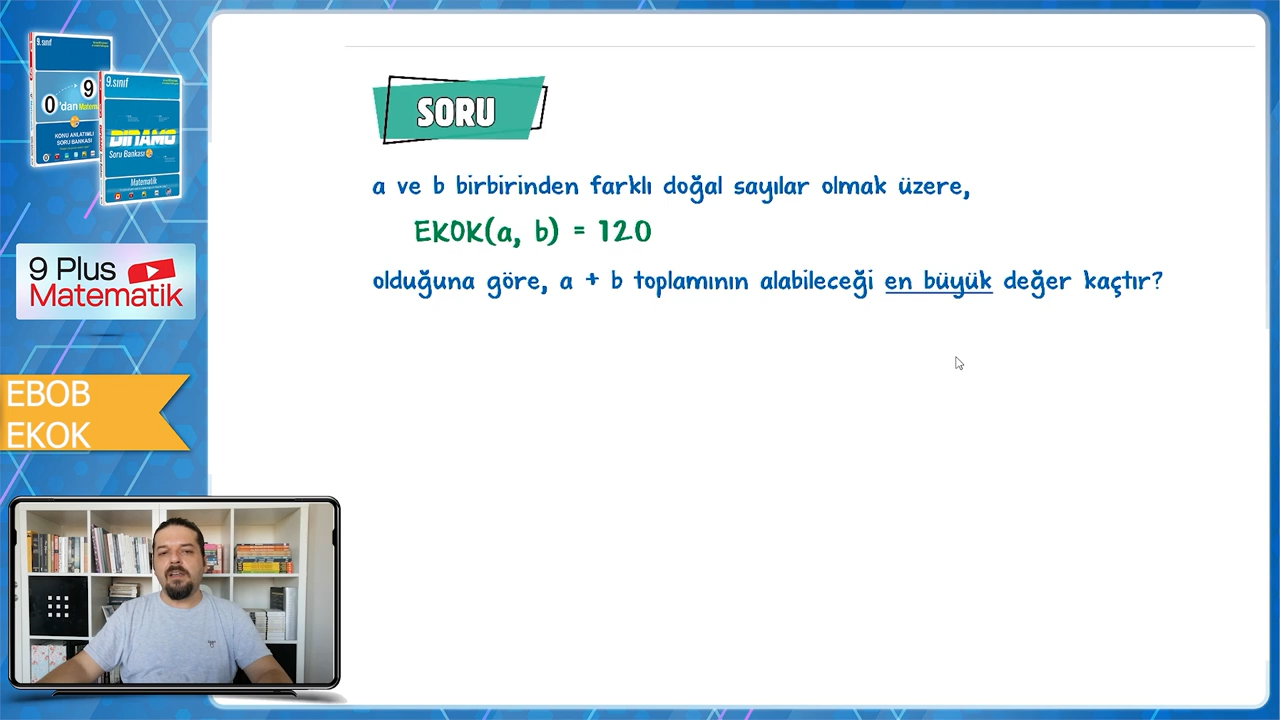 9.sınıf
0'dan 9
Matem
KONU ANLATIMLI
SORU BANKASI
9.sınıf
DİNAMO
Soru Bankası
Matematik
9 Plus
Matematik
EBOB
EKOK
SORU
a ve b birbirinden farklı doğal sayılar olmak üzere,
EKOK(a, b) = 120
olduğuna göre, a + b toplamının alabileceği en büyük değer kaçtır?